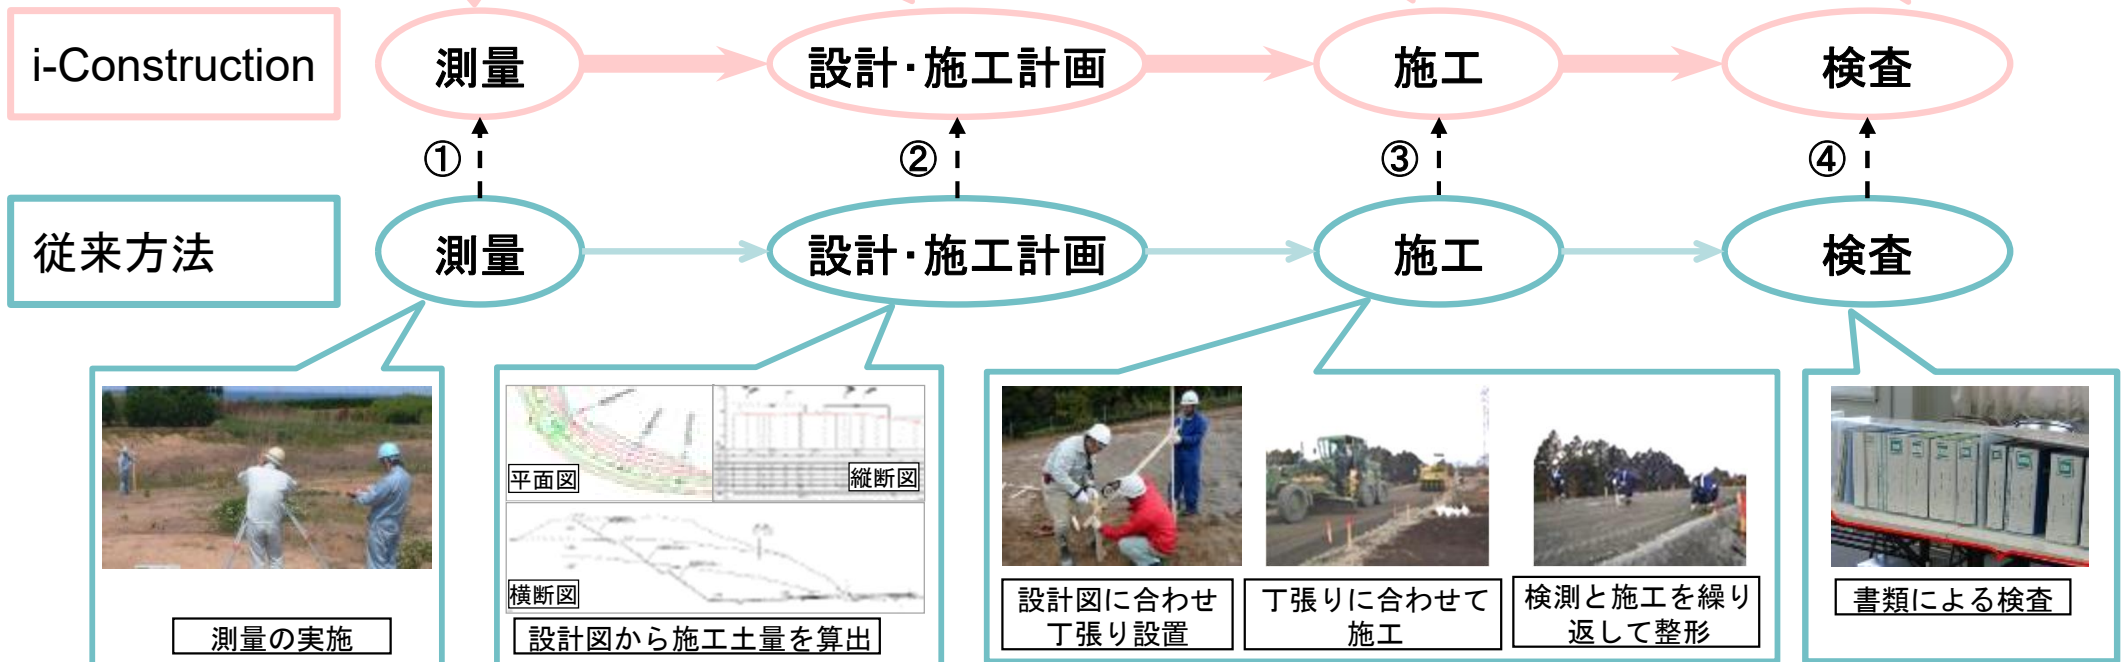 i-Construction
測量
設計・施工計画
施工
検査
①
②
③
④
従来方法
測量
設計・施工計画
施工
検査
測量の実施
平面図
縦断図
横断図
設計図から施工土量を算出
設計図に合わせ
丁張り設置
丁張りに合わせて
施工
検測と施工を繰り
返して整形
書類による検査